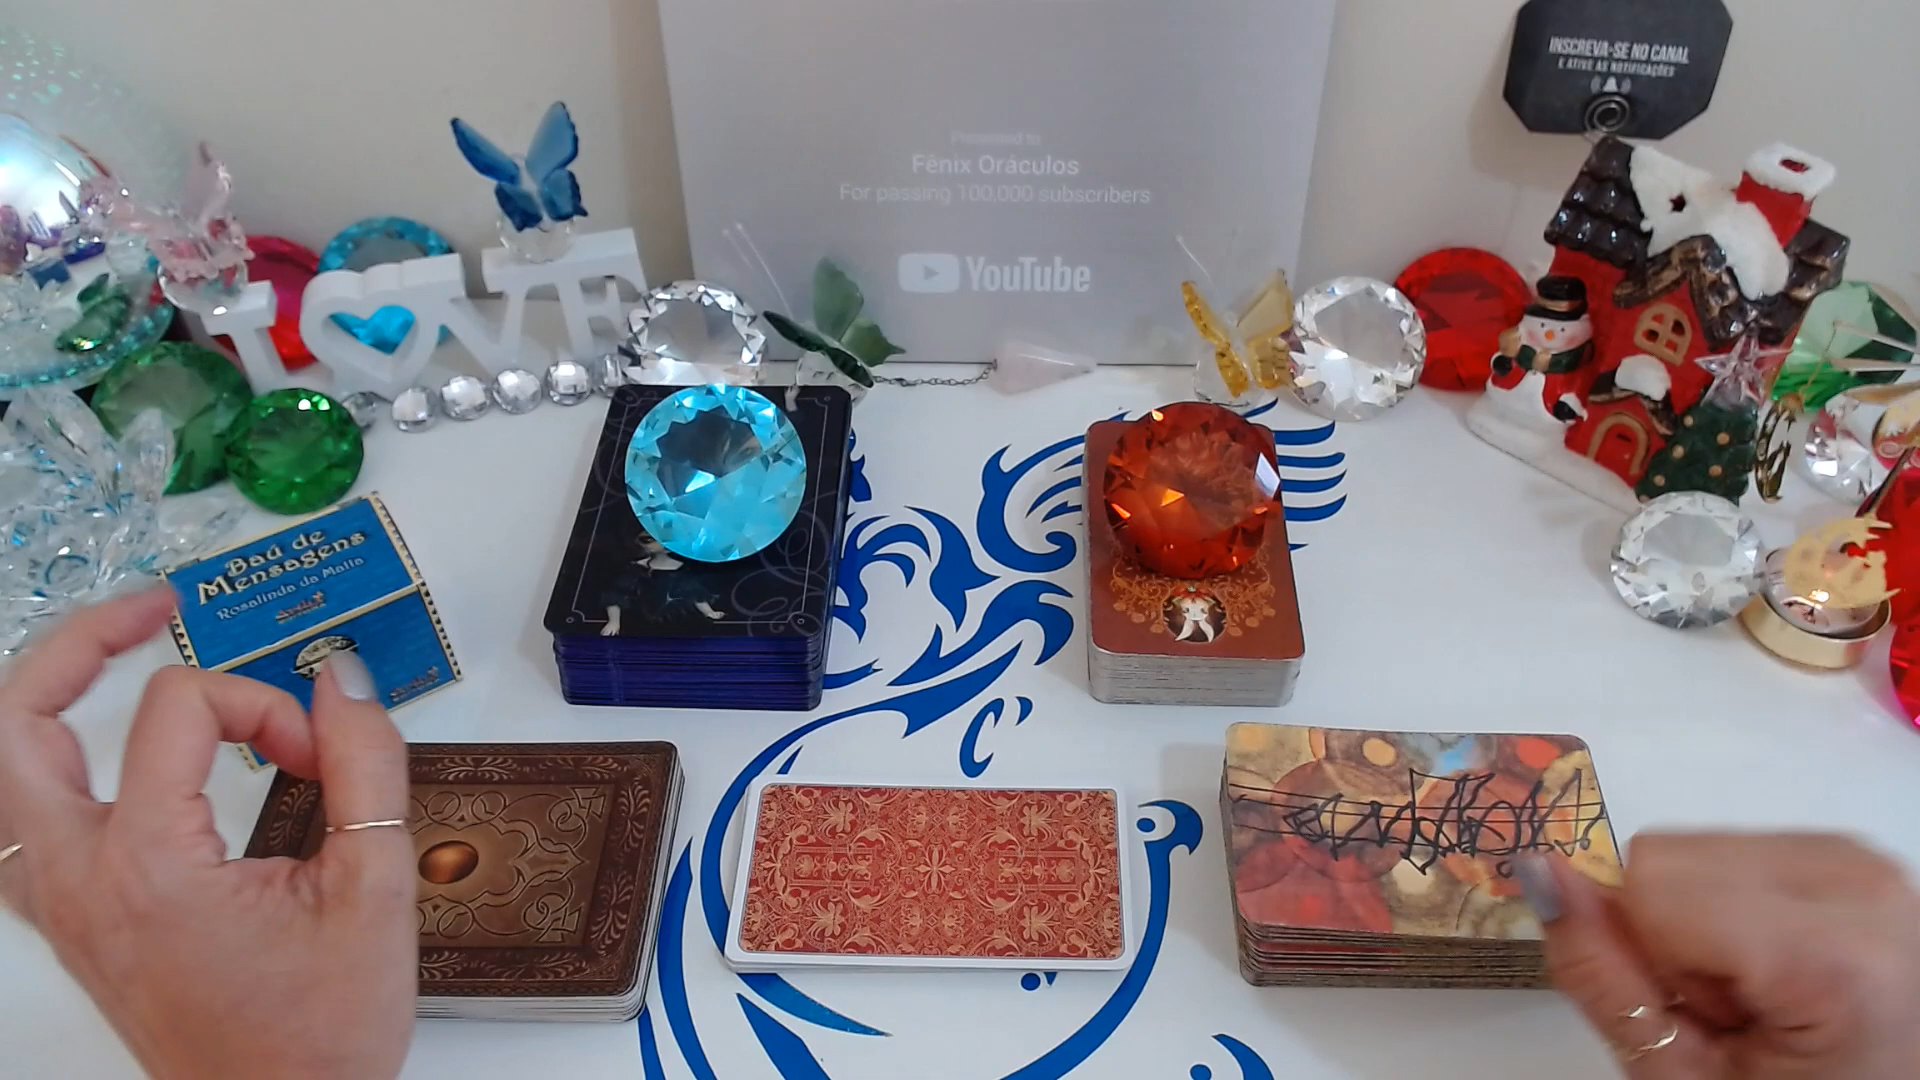 INSCREVA-SE NO CANAL
E ATIVE AS NOTIFICAÇÕES
Presented to
Fênix Oráculos
For passing 100,000 subscribers
YouTube
LOVE
Baú de
Mensagens
Rosalinda da Matta